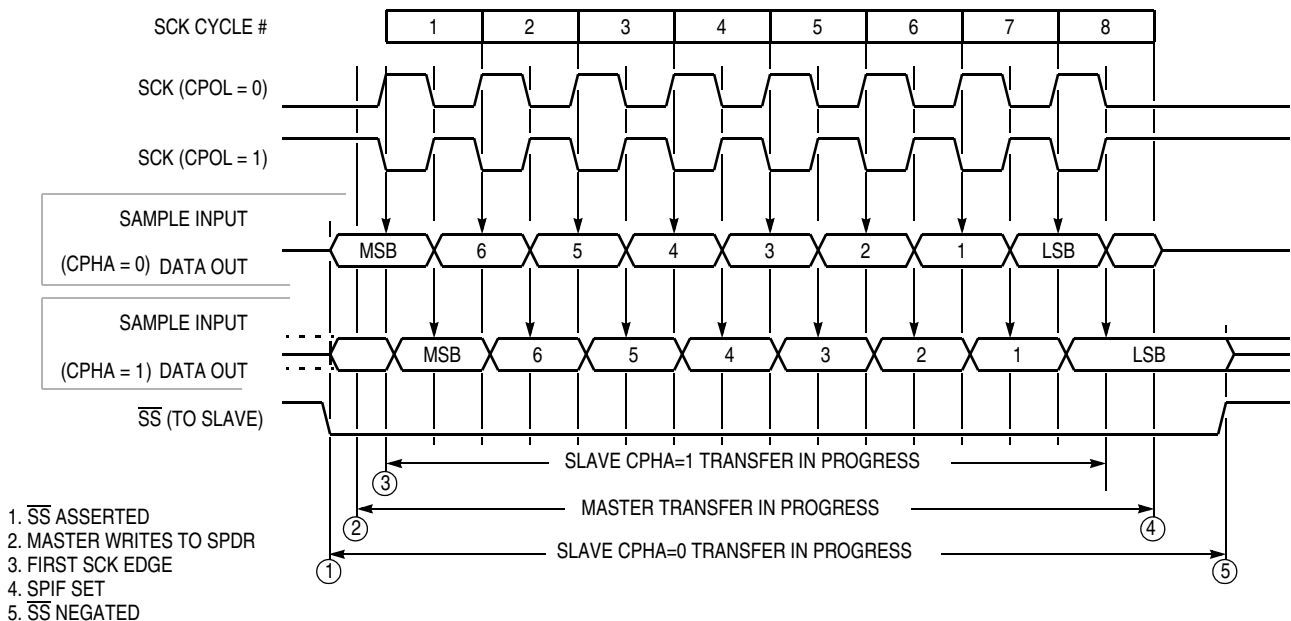 SCK CYCLE #
1 2 3 4 5 6 7 8
SCK (CPOL = 0)
SCK (CPOL = 1)
SAMPLE INPUT
MSB 6 5 4 3 2 1 LSB
(CPHA = 0) DATA OUT
SAMPLE INPUT
MSB 6 5 4 3 2 1 LSB
(CPHA = 1) DATA OUT
S̅S̅ (TO SLAVE)
SLAVE CPHA=1 TRANSFER IN PROGRESS
3
MASTER TRANSFER IN PROGRESS
2 4
SLAVE CPHA=0 TRANSFER IN PROGRESS
1 5
1. S̅S̅ ASSERTED
2. MASTER WRITES TO SPDR
3. FIRST SCK EDGE
4. SPIF SET
5. S̅S̅ NEGATED